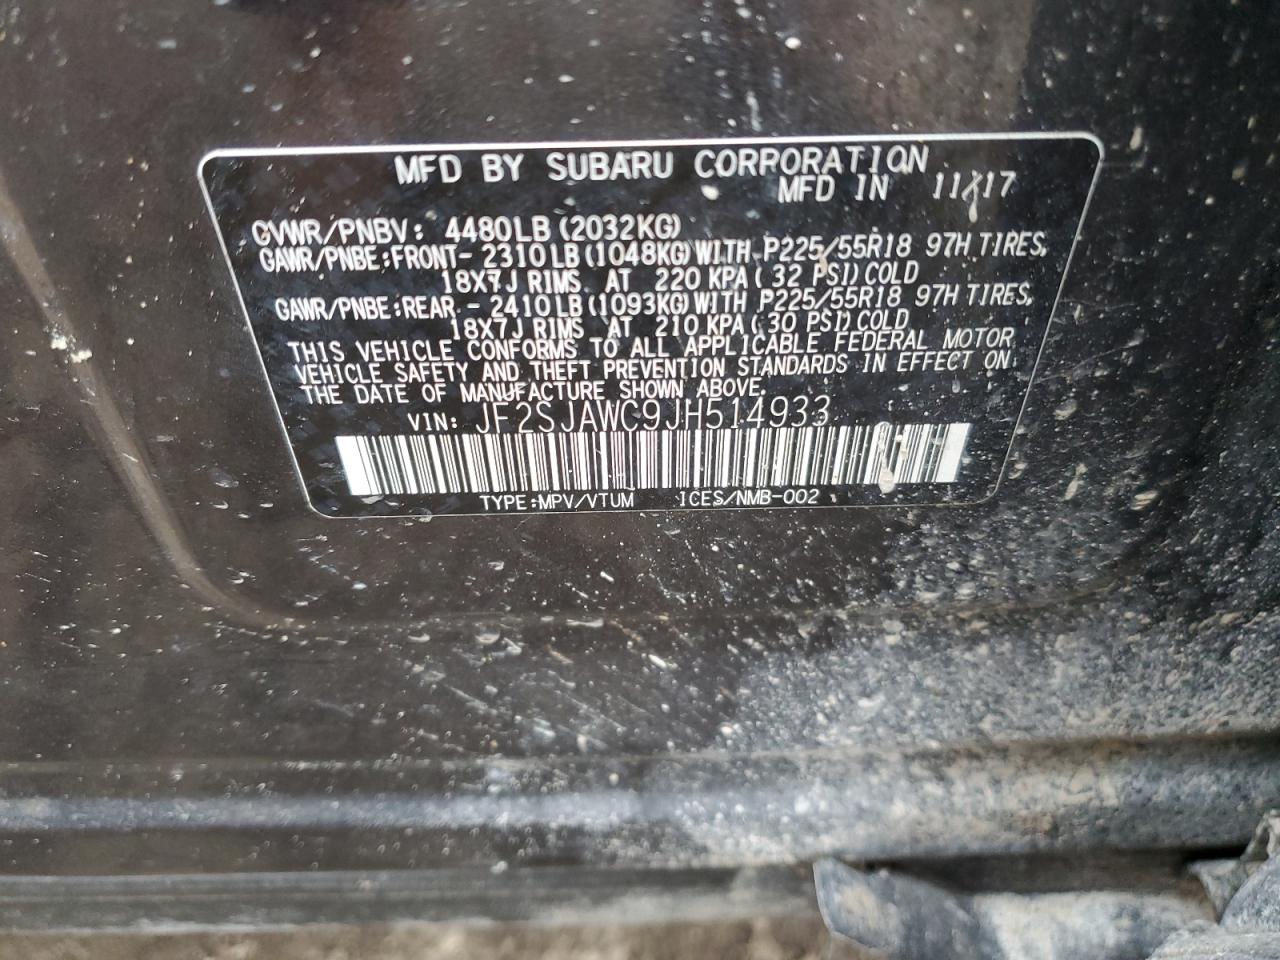 MFD BY SUBARU CORPORATION
MFD IN 11/17
GVWR/PNBV: 4480LB (2032KG)
GAWR/PNBE:FRONT- 2310LB (1048KG) WITH P225/55R18 97H TIRES,
18X7J RIMS AT 220 KPA (32 PSI) COLD
GAWR/PNBE:REAR - 2410LB (1093KG) WITH P225/55R18 97H TIRES,
18X7J RIMS AT 210 KPA (30 PSI) COLD
THIS VEHICLE CONFORMS TO ALL APPLICABLE FEDERAL MOTOR
VEHICLE SAFETY AND THEFT PREVENTION STANDARDS IN EFFECT ON
THE DATE OF MANUFACTURE SHOWN ABOVE.
VIN: JF2SJAWC9JH514933
TYPE:MPV/VTUM ICES/NMB-002